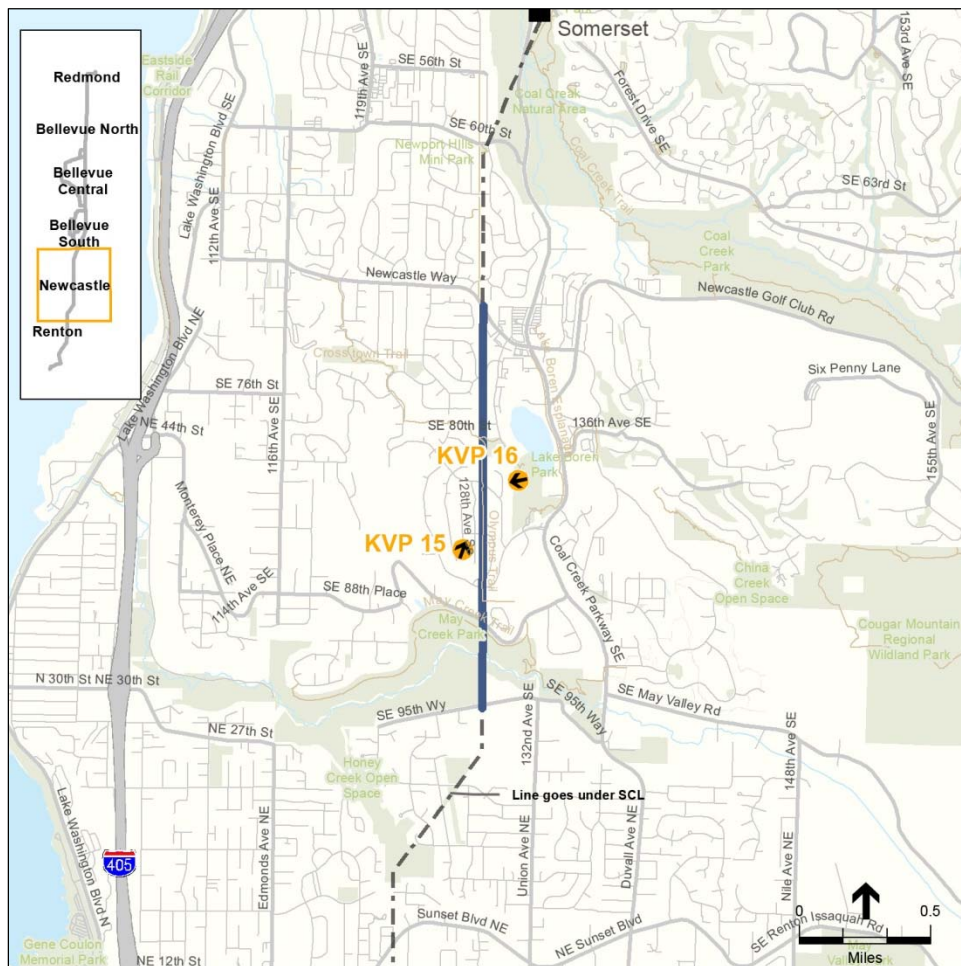 Redmond
Bellevue North
Bellevue
Central
Bellevue
South
Newcastle
Renton
Eastside
Rail
Corridor
Somerset
153rd Ave SE
SE 56th St
119th Ave SE
Forest Drive SE
Coal Creek
Natural Area
SE 60th St
Newport Hills
Mini Park
Coal Creek Trail
SE 63rd St
Lake Washington Blvd SE
112th Ave SE
Coal
Creek
Park
Newcastle Way
Newcastle Golf Club Rd
Lake Washington Blvd NE
Crosstown Trail
Lake Boren Esplanade
Six Penny Lane
SE 76th St
NE 44th St
116th Ave SE
SE 80th St
136th Ave SE
155th Ave SE
KVP 16
Lake Boren
Park
128th Ave SE
Olympus Trail
Monterey Place NE
KVP 15
114th Ave SE
SE 88th Place
Coal Creek Parkway SE
China
Creek
Open Space
May Creek Trail
May
Creek Park
Cougar Mountain
Regional
Wildland Park
N 30th St
NE 30th St
SE 95th Wy
SE 95th Way
SE May Valley Rd
NE 27th St
132nd Ave SE
148th Ave SE
Honey
Creek Open
Space
Line goes under SCL
Lake Washington Blvd N
405
Edmonds Ave NE
Union Ave NE
Duvall Ave NE
Nile Ave NE
Sunset Blvd NE
NE Sunset Blvd
SE Renton Issaquah Rd
Gene Coulon
Memorial Park
NE 12th St
0
0.5
Miles
May